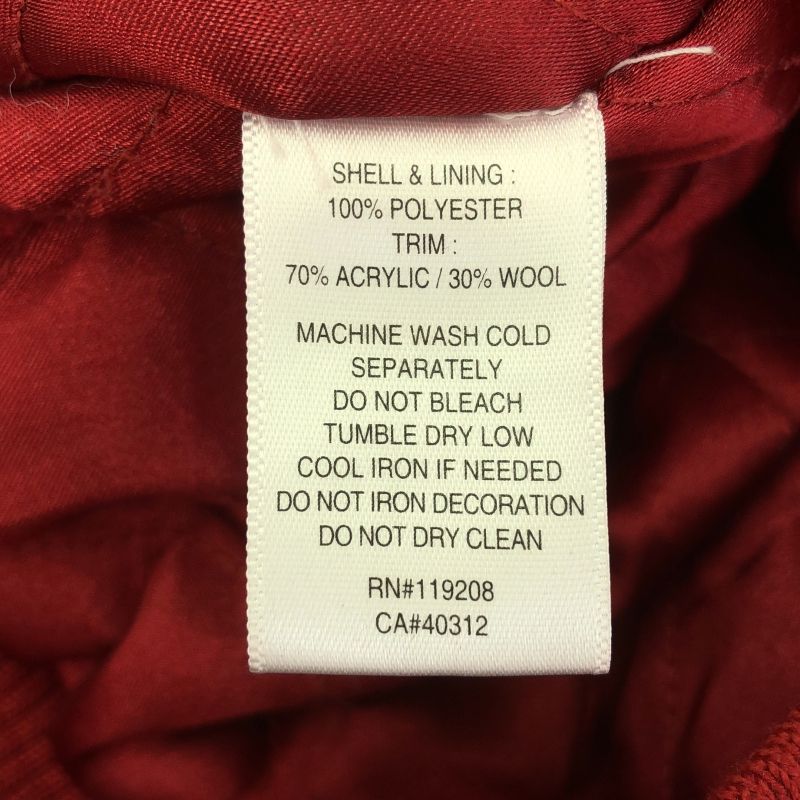 SHELL & LINING :
100% POLYESTER
TRIM :
70% ACRYLIC / 30% WOOL
MACHINE WASH COLD
SEPARATELY
DO NOT BLEACH
TUMBLE DRY LOW
COOL IRON IF NEEDED
DO NOT IRON DECORATION
DO NOT DRY CLEAN
RN#119208
CA#40312